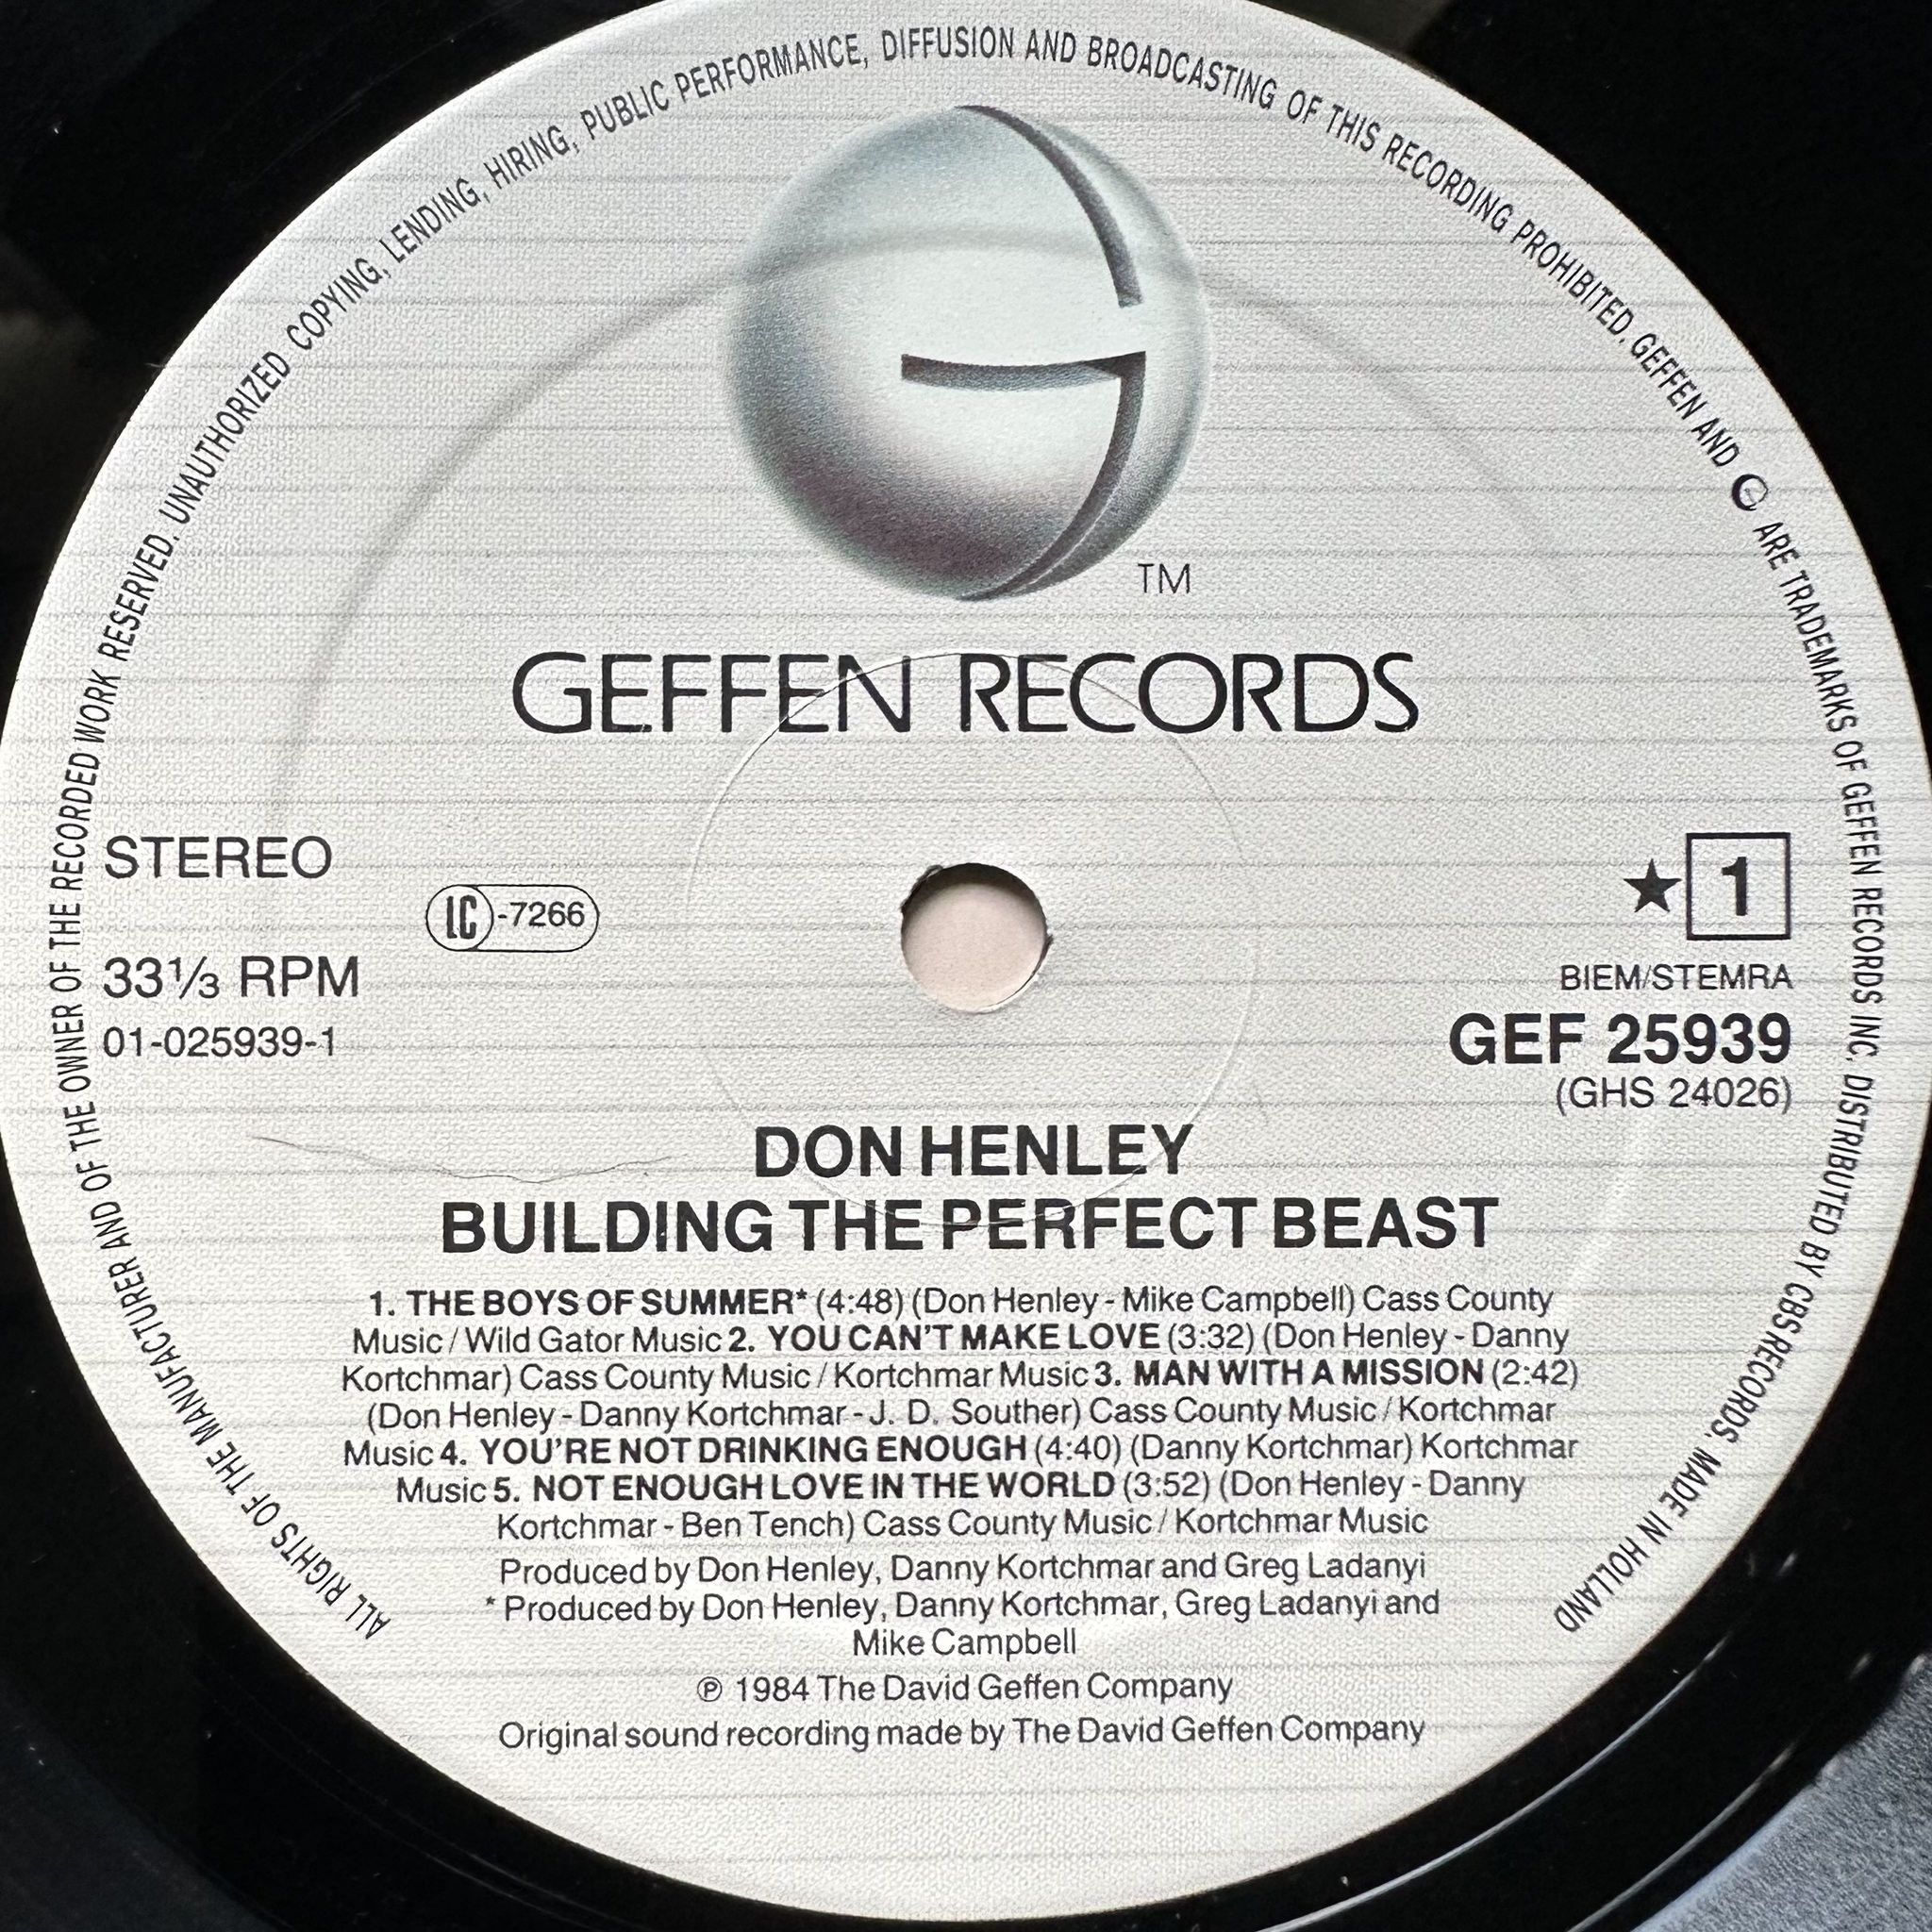 ALL RIGHTS OF THE MANUFACTURER AND OF THE OWNER OF THE RECORDED WORK RESERVED. UNAUTHORIZED COPYING, LENDING, HIRING, PUBLIC PERFORMANCE, DIFFUSION AND BROADCASTING OF THIS RECORDING PROHIBITED. GEFFEN AND G ARE TRADEMARKS OF GEFFEN RECORDS INC. DISTRIBUTED BY CBS RECORDS. MADE IN HOLLAND
TM
GEFFEN RECORDS
STEREO
LC-7266
33⅓ RPM
01-025939-1
★ 1
BIEM/STEMRA
GEF 25939
(GHS 24026)
DON HENLEY
BUILDING THE PERFECT BEAST
1. THE BOYS OF SUMMER* (4:48) (Don Henley - Mike Campbell) Cass County
Music / Wild Gator Music 2. YOU CAN'T MAKE LOVE (3:32) (Don Henley - Danny
Kortchmar) Cass County Music / Kortchmar Music 3. MAN WITH A MISSION (2:42)
(Don Henley - Danny Kortchmar - J. D. Souther) Cass County Music / Kortchmar
Music 4. YOU'RE NOT DRINKING ENOUGH (4:40) (Danny Kortchmar) Kortchmar
Music 5. NOT ENOUGH LOVE IN THE WORLD (3:52) (Don Henley - Danny
Kortchmar - Ben Tench) Cass County Music / Kortchmar Music
Produced by Don Henley, Danny Kortchmar and Greg Ladanyi
* Produced by Don Henley, Danny Kortchmar, Greg Ladanyi and
Mike Campbell
℗ 1984 The David Geffen Company
Original sound recording made by The David Geffen Company